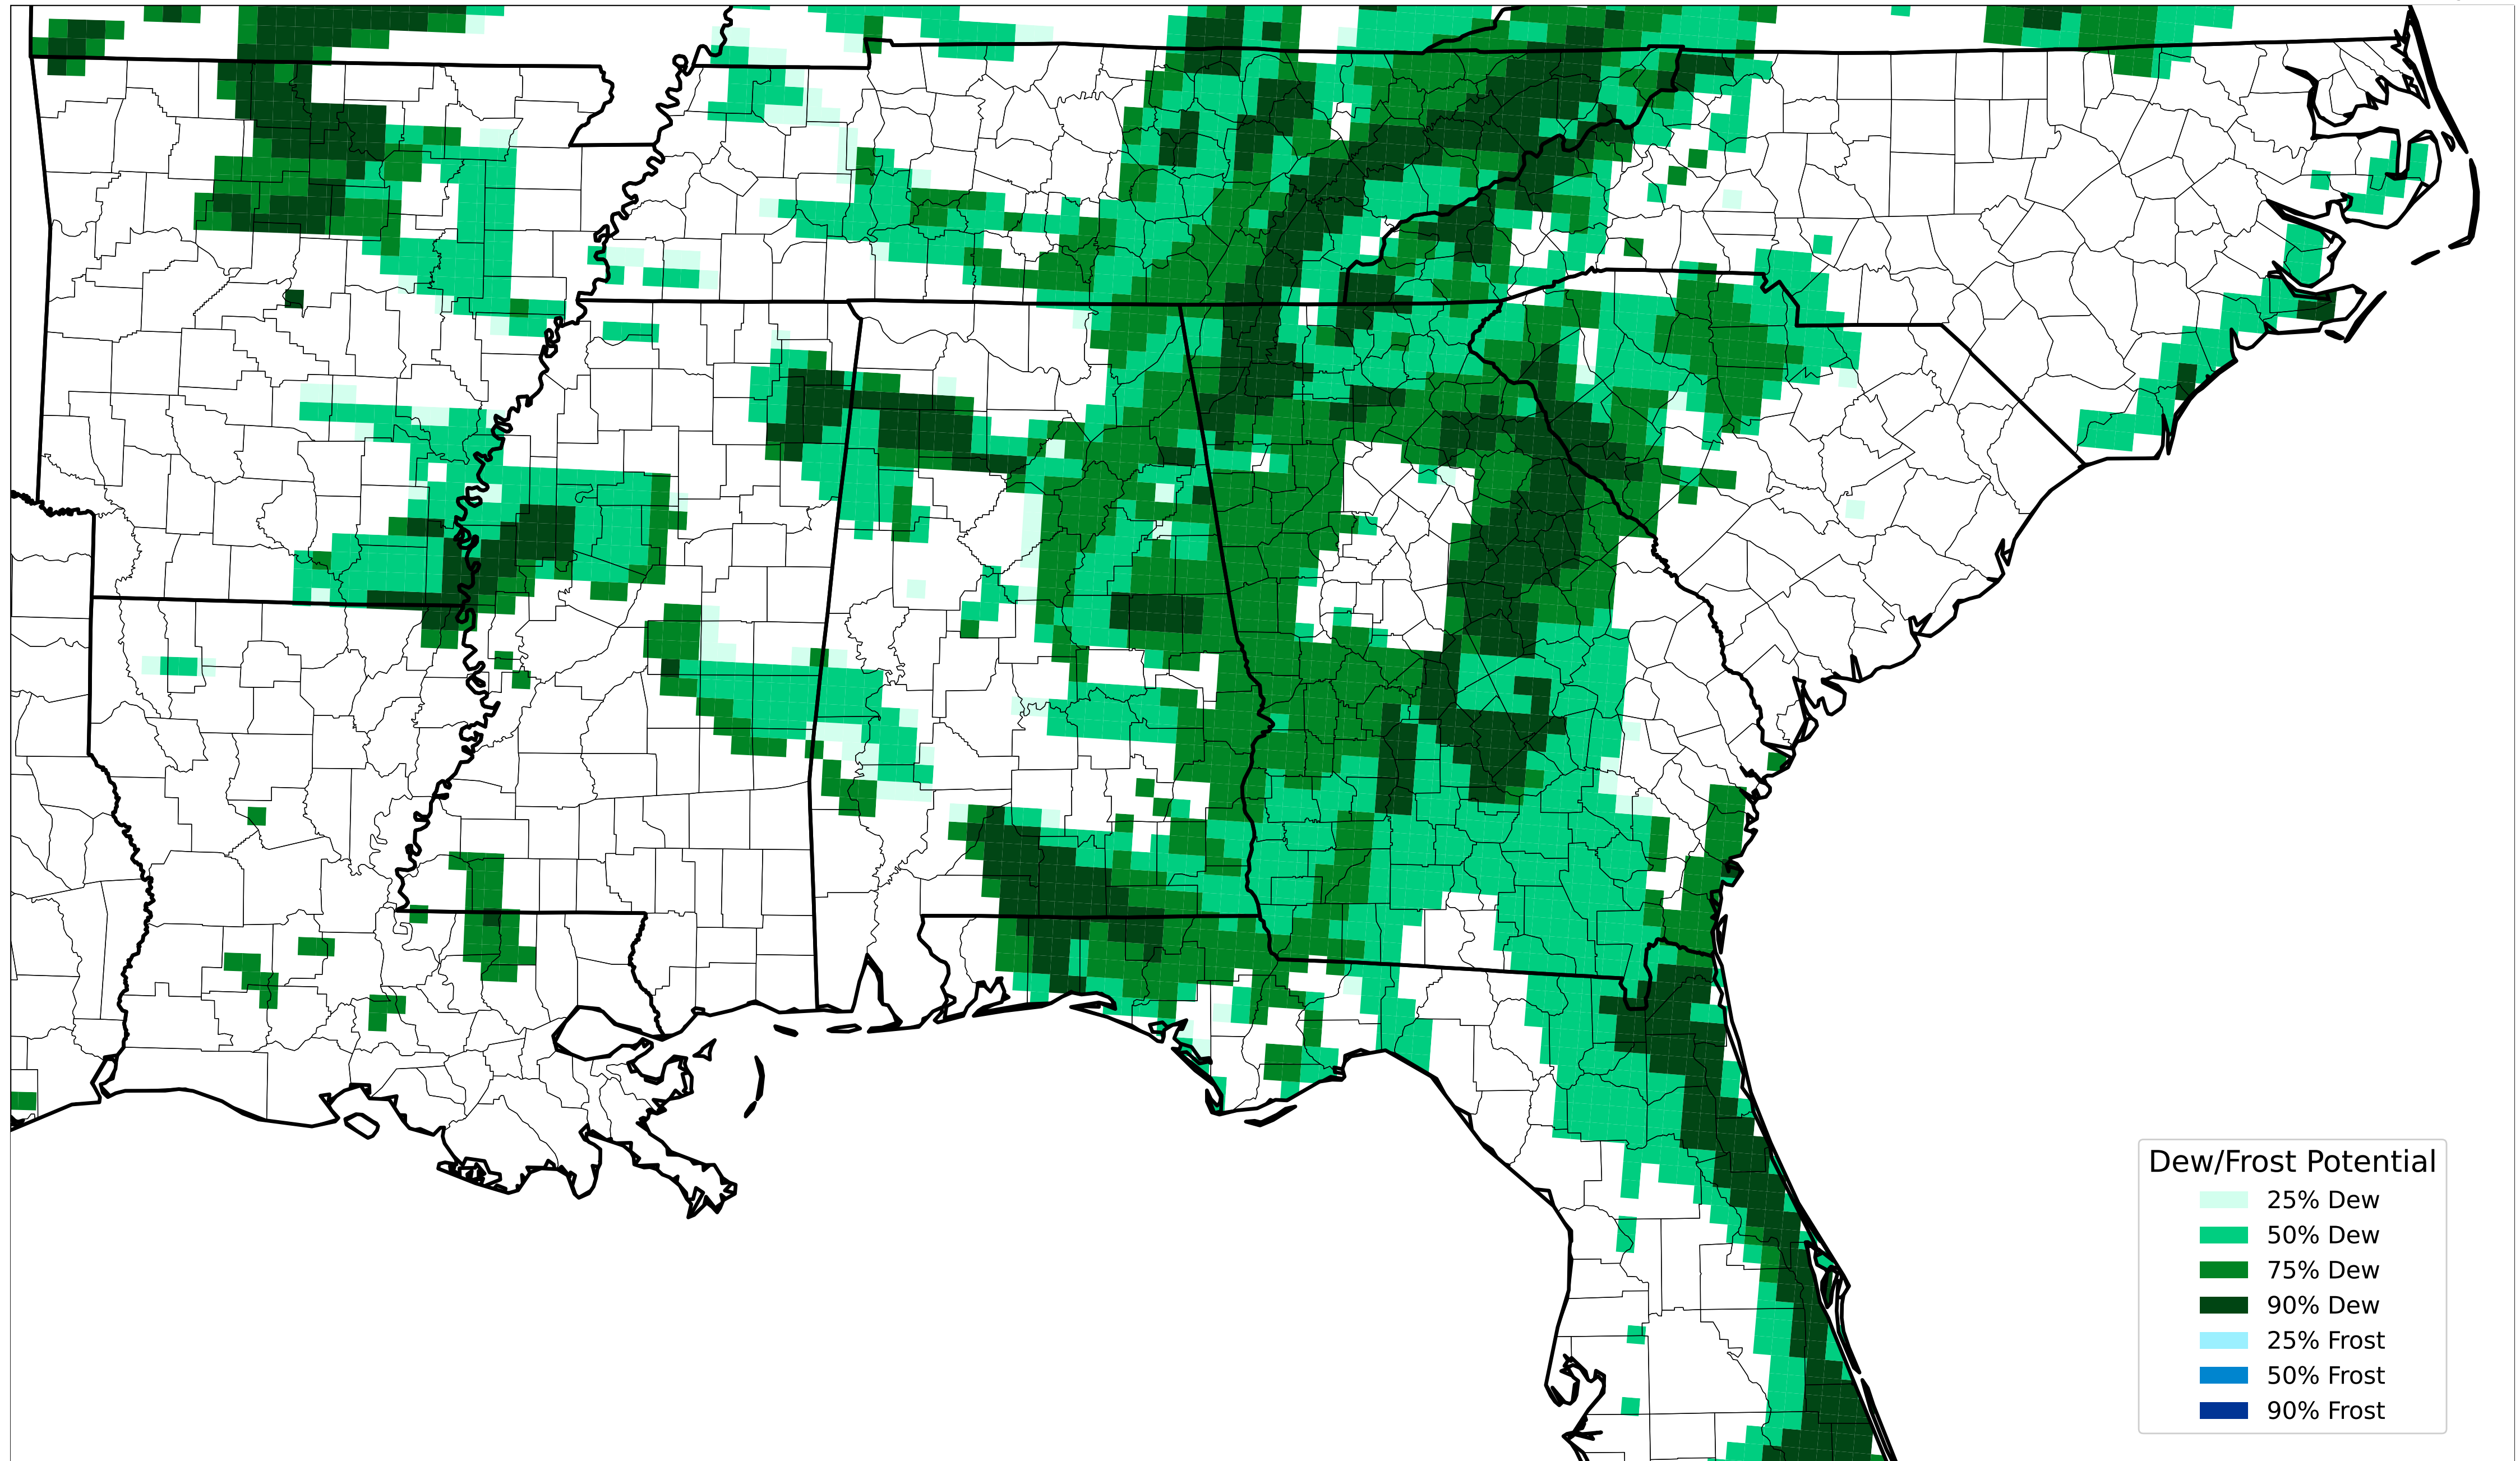 Dew/Frost Potential
25% Dew
50% Dew
75% Dew
90% Dew
25% Frost
50% Frost
90% Frost